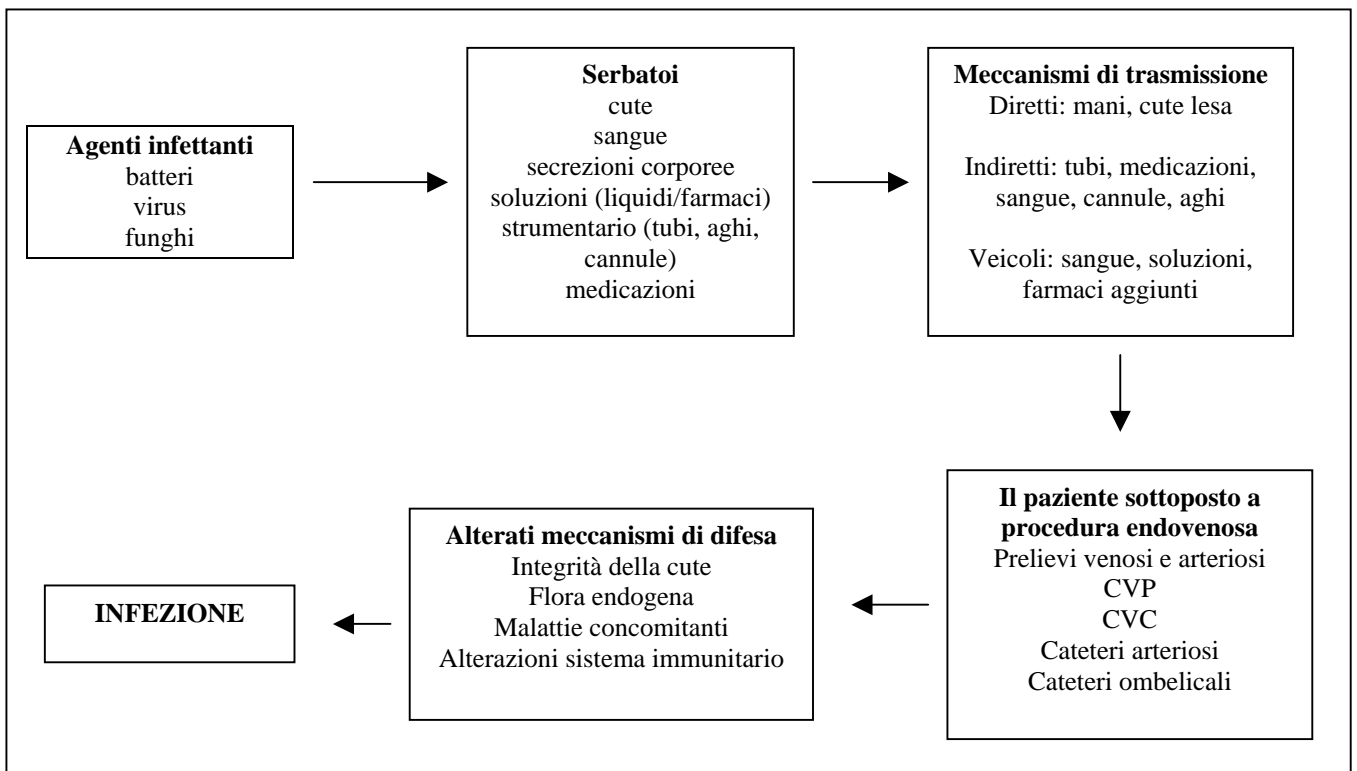 Agenti infettanti
batteri
virus
funghi
Serbatoi
cute
sangue
secrezioni corporee
soluzioni (liquidi/farmaci)
strumentario (tubi, aghi,
cannule)
medicazioni
Meccanismi di trasmissione
Diretti: mani, cute lesa
Indiretti: tubi, medicazioni,
sangue, cannule, aghi
Veicoli: sangue, soluzioni,
farmaci aggiunti
Il paziente sottoposto a
procedura endovenosa
Prelievi venosi e arteriosi
CVP
CVC
Cateteri arteriosi
Cateteri ombelicali
Alterati meccanismi di difesa
Integrità della cute
Flora endogena
Malattie concomitanti
Alterazioni sistema immunitario
INFEZIONE